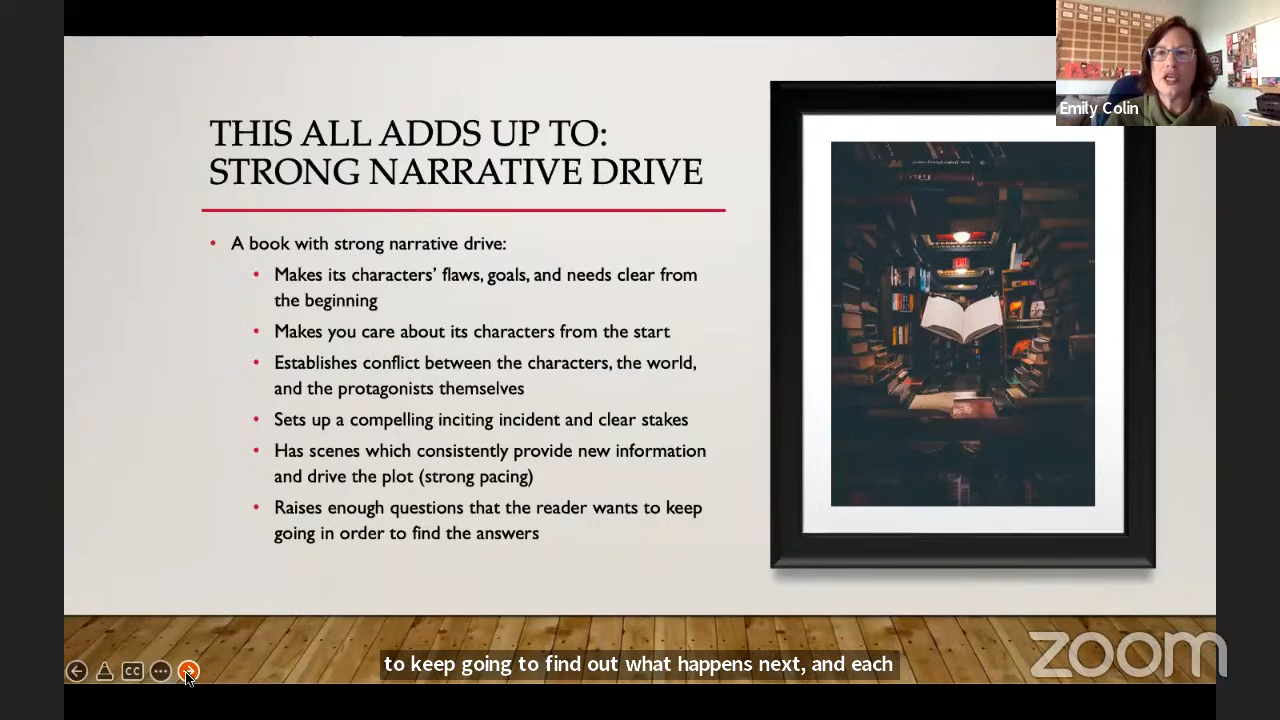 Emily Colin
THIS ALL ADDS UP TO:
STRONG NARRATIVE DRIVE
• A book with strong narrative drive:
• Makes its characters’ flaws, goals, and needs clear from
the beginning
• Makes you care about its characters from the start
• Establishes conflict between the characters, the world,
and the protagonists themselves
• Sets up a compelling inciting incident and clear stakes
• Has scenes which consistently provide new information
and drive the plot (strong pacing)
• Raises enough questions that the reader wants to keep
going in order to find the answers
EXIT
to keep going to find out what happens next, and each
CC
zoom